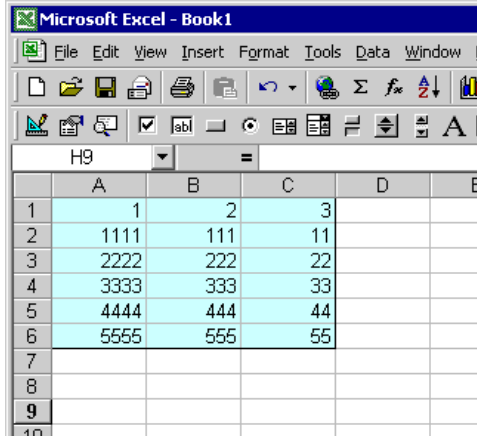 Microsoft Excel - Book1
File Edit View Insert Format Tools Data Window
abl Σ fx A Z A
H9 =
A B C D E
1 1 2 3
2 1111 111 11
3 2222 222 22
4 3333 333 33
5 4444 444 44
6 5555 555 55
7
8
9
10